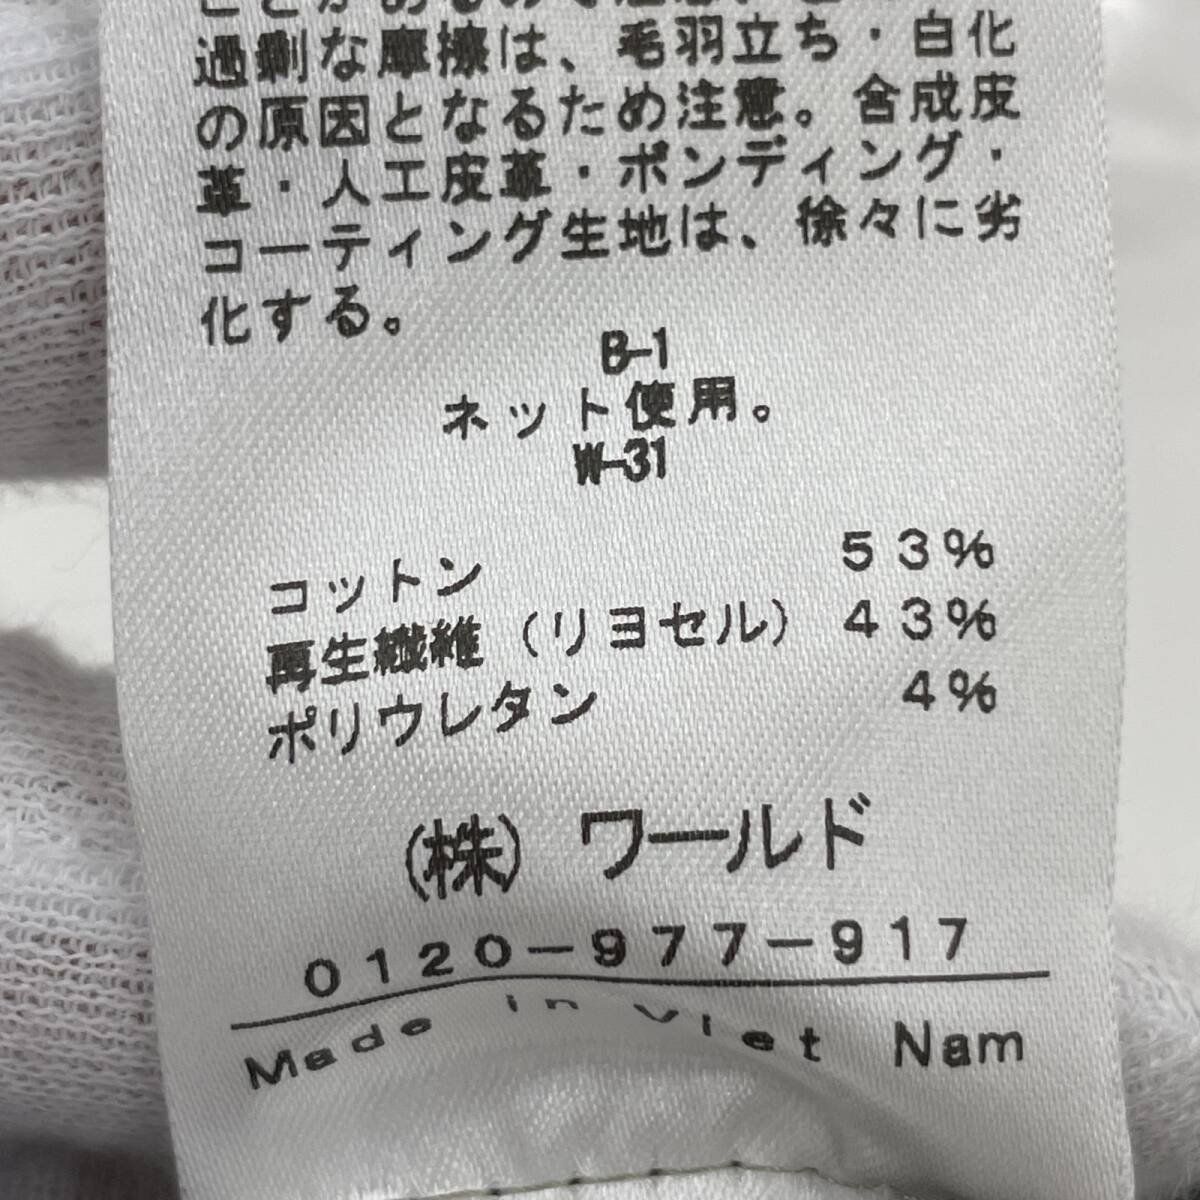 過剰な摩擦は、毛羽立ち・白化
の原因となるため注意。合成皮
革・人工皮革・ボンディング・
コーティング生地は、徐々に劣
化する。
B-1
ネット使用。
W-31
コットン 53%
再生繊維(リヨセル) 43%
ポリウレタン 4%
(株) ワールド
0120-977-917
Made in Viet Nam